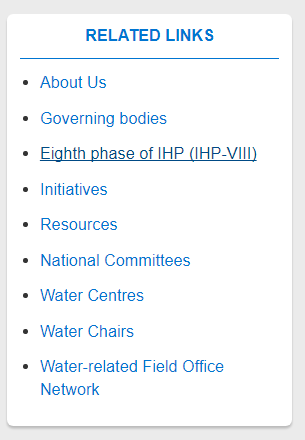 RELATED LINKS
About Us
Governing bodies
Eighth phase of IHP (IHP-VIII)
Initiatives
Resources
National Committees
Water Centres
Water Chairs
Water-related Field Office
Network